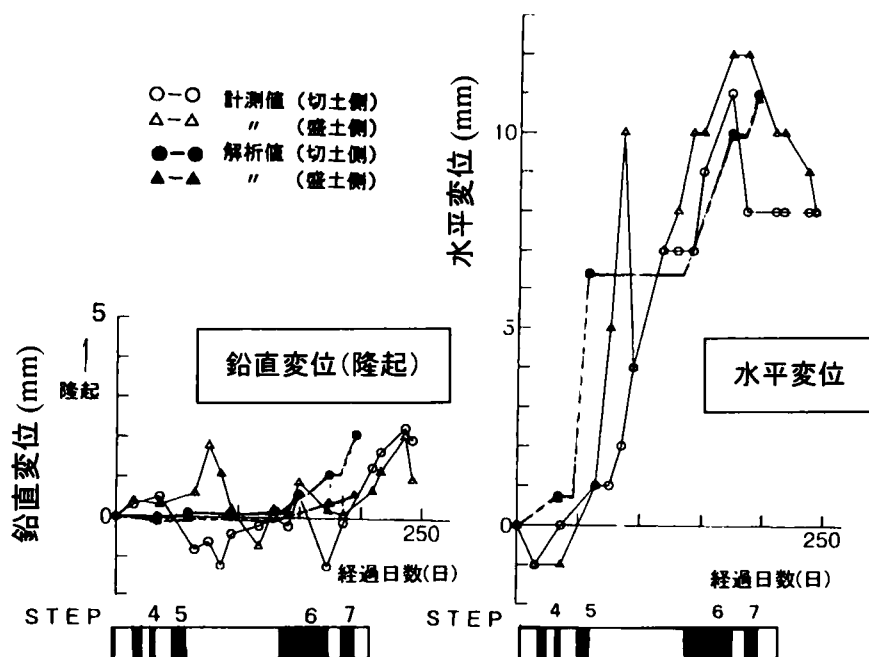 ○-○ 計測値 (切土側)
△-△ 〃 (盛土側)
●-● 解析値 (切土側)
▲-▲ 〃 (盛土側)
鉛直変位 (mm)
5
隆起
0
鉛直変位(隆起)
250
経過日数(日)
STEP 4 5 6 7
水平変位 (mm)
10
5
0
水平変位
250
経過日数(日)
STEP 4 5 6 7